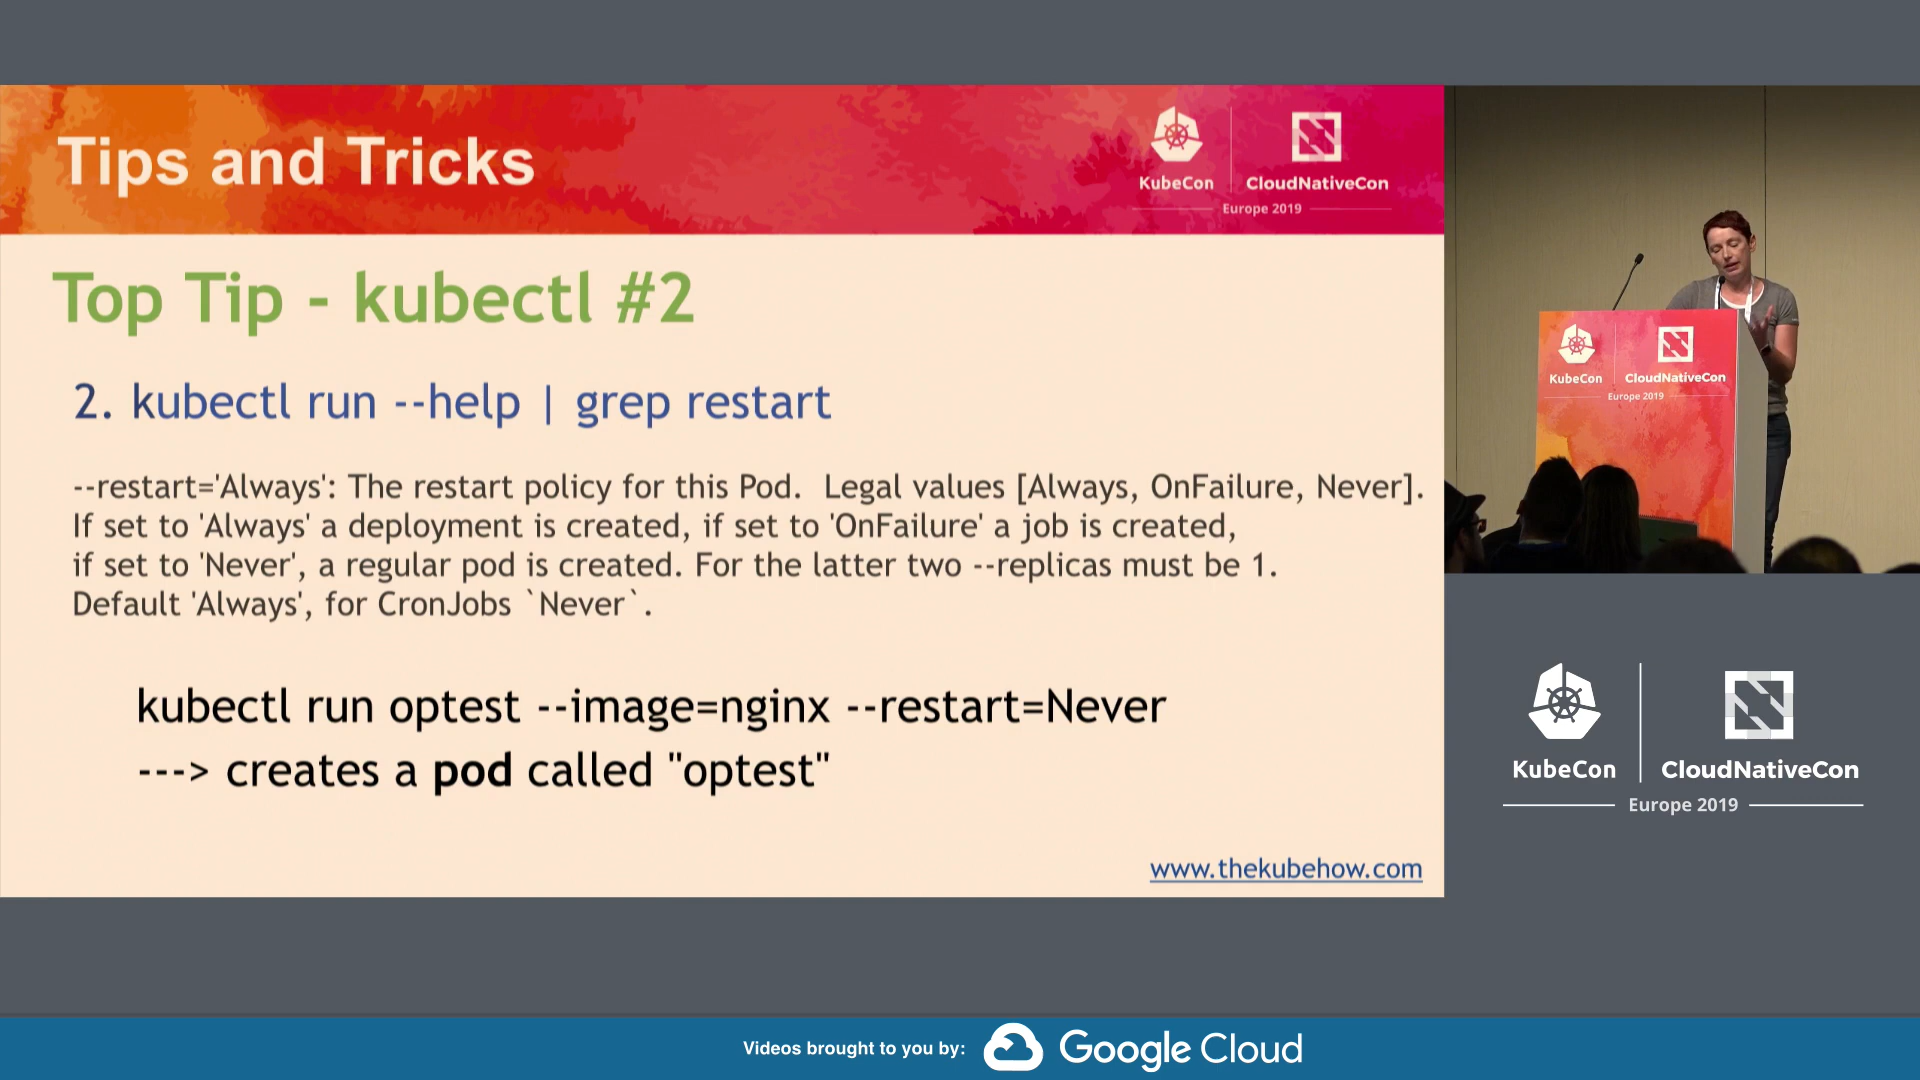 Tips and Tricks
KubeCon
CloudNativeCon
Europe 2019
Top Tip - kubectl #2
2. kubectl run --help | grep restart
--restart='Always': The restart policy for this Pod.  Legal values [Always, OnFailure, Never].
If set to 'Always' a deployment is created, if set to 'OnFailure' a job is created,
if set to 'Never', a regular pod is created. For the latter two --replicas must be 1.
Default 'Always', for CronJobs `Never`.
kubectl run optest --image=nginx --restart=Never
---> creates a pod called "optest"
www.thekubehow.com
KubeCon
CloudNativeCon
Europe 2019
KubeCon
CloudNativeCon
Europe 2019
Videos brought to you by:
Google Cloud